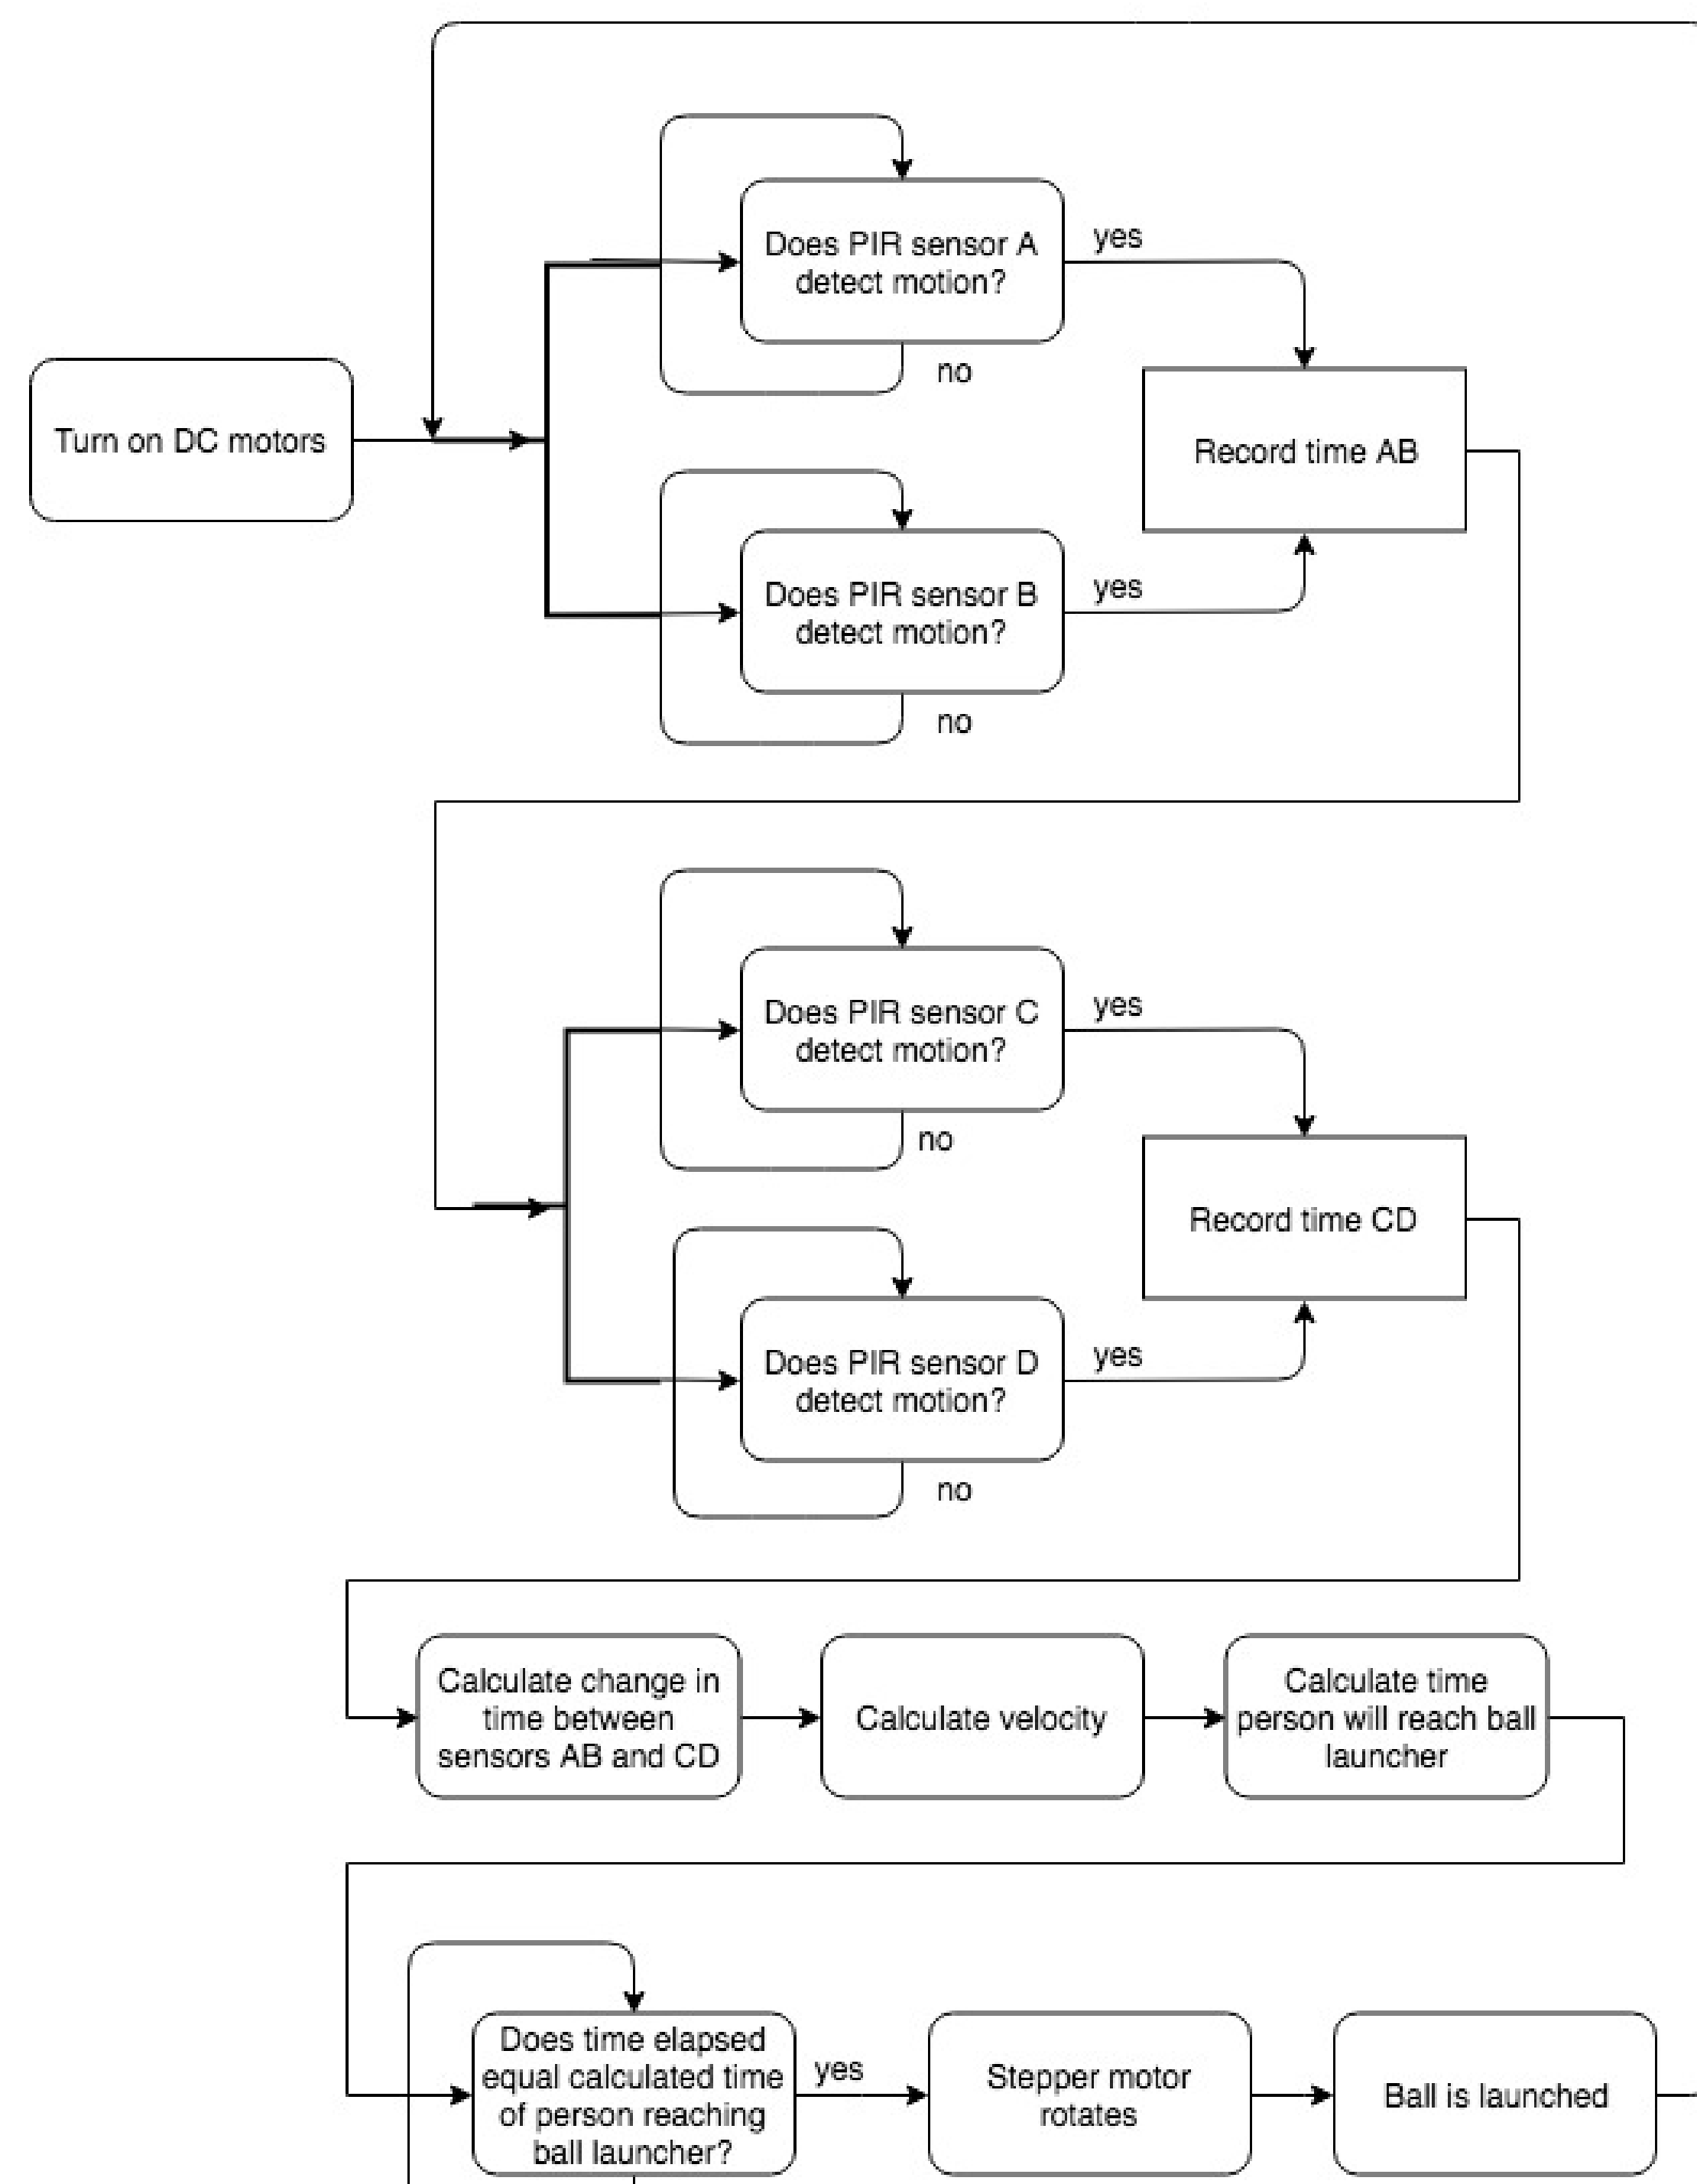 Does PIR sensor A
detect motion?
yes
no
Turn on DC motors
Record time AB
Does PIR sensor B
detect motion?
yes
no
Does PIR sensor C
detect motion?
yes
no
Record time CD
Does PIR sensor D
detect motion?
yes
no
Calculate change in
time between
sensors AB and CD
Calculate velocity
Calculate time
person will reach ball
launcher
Does time elapsed
equal calculated time
of person reaching
ball launcher?
yes
Stepper motor
rotates
Ball is launched